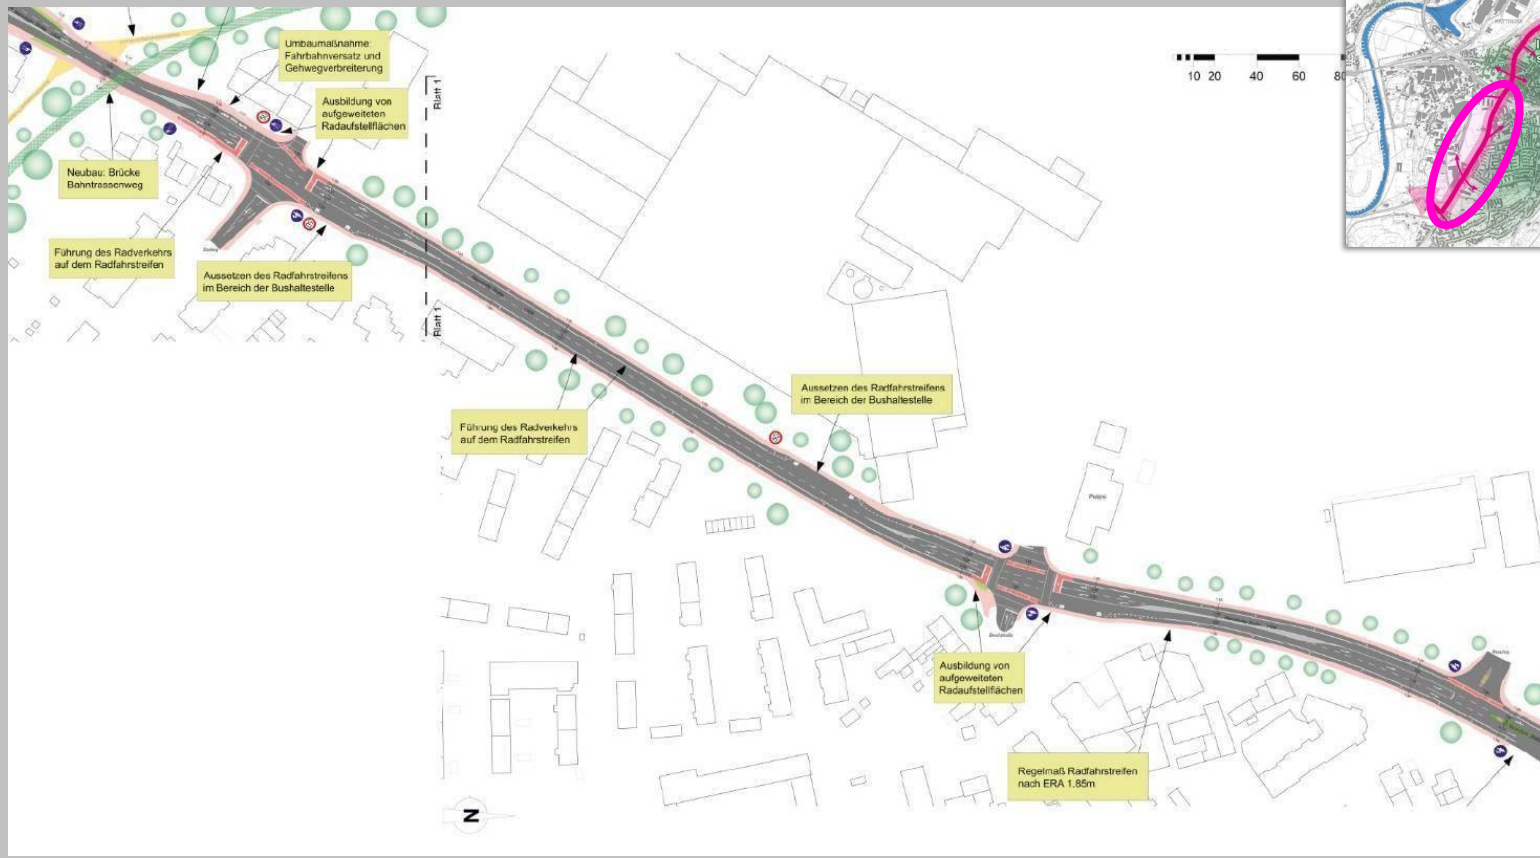 Umbaumaßnahme:
Fahrbahnversatz und
Gehwegverbreiterung
Ausbildung von
aufgeweiteten
Radaufstellflächen
Blatt 1
Blatt 1
10 20 40 60 80
Neubau: Brücke
Bahntrassenweg
Führung des Radverkehrs
auf dem Radfahrstreifen
Aussetzen des Radfahrstreifens
im Bereich der Bushaltestelle
Aussetzen des Radfahrstreifens
im Bereich der Bushaltestelle
Führung des Radverkehrs
auf dem Radfahrstreifen
Polizei
Ausbildung von
aufgeweiteten
Radaufstellflächen
Regelmaß Radfahrstreifen
nach ERA 1,85m
N